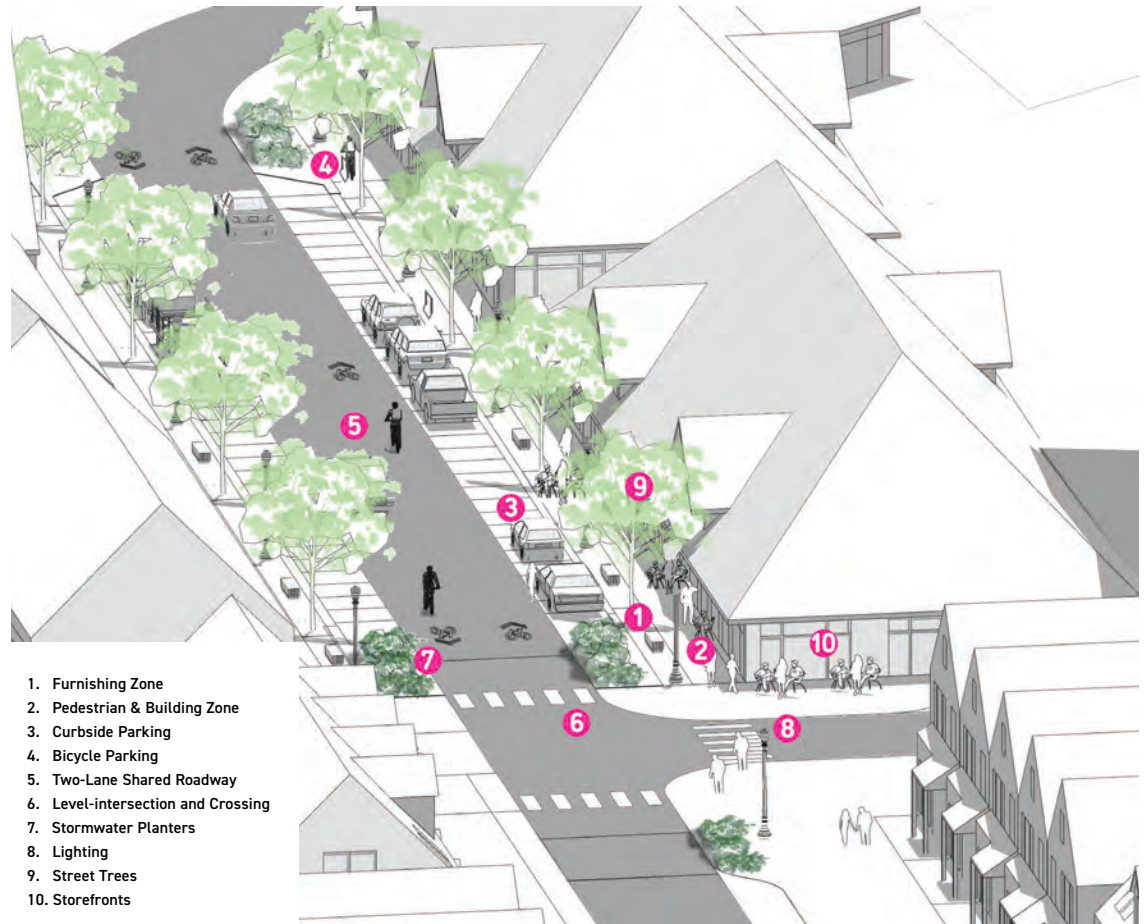 4
5
9
3
1
2
10
7
6
8
1. Furnishing Zone
2. Pedestrian & Building Zone
3. Curbside Parking
4. Bicycle Parking
5. Two-Lane Shared Roadway
6. Level-intersection and Crossing
7. Stormwater Planters
8. Lighting
9. Street Trees
10. Storefronts